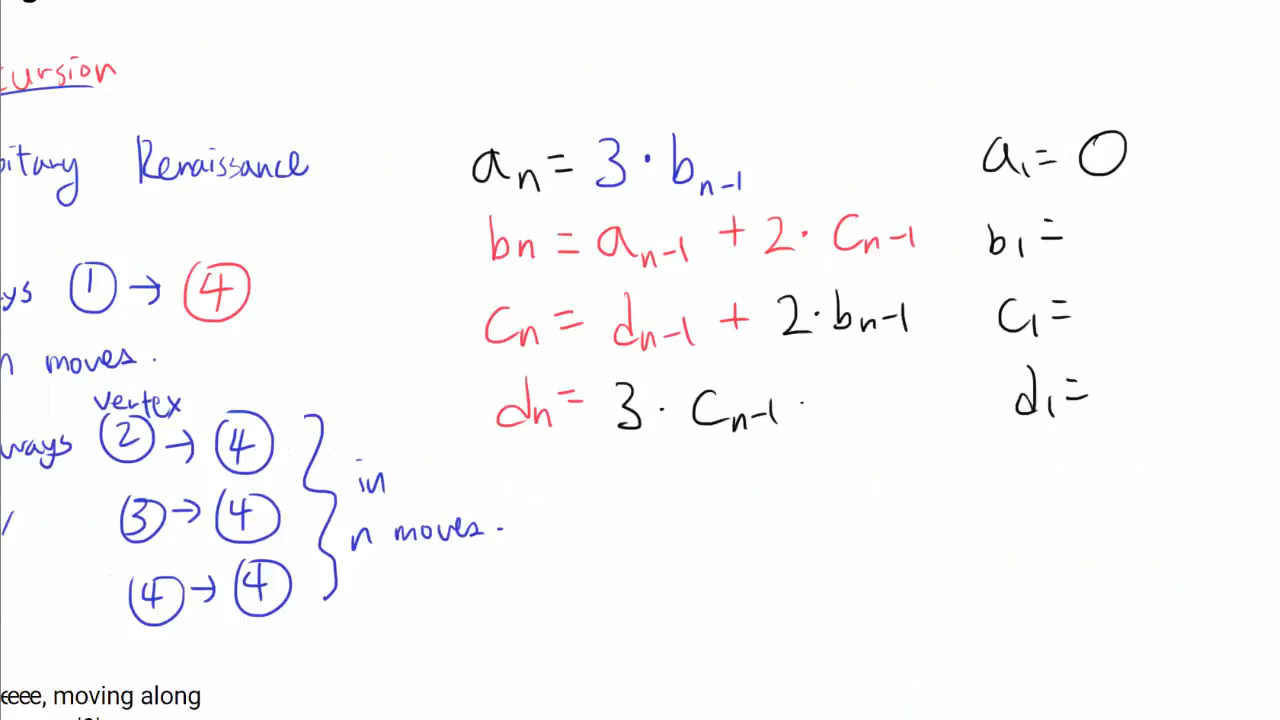 cursion
bitary Renaissance
ys ① → ④
n moves.
vertex
ways ② → ④
③ → ④
④ → ④
in
n moves.
aₙ = 3 · bₙ₋₁
bₙ = aₙ₋₁ + 2 · cₙ₋₁
cₙ = dₙ₋₁ + 2 · bₙ₋₁
dₙ = 3 · cₙ₋₁ ·
a₁ = 0
b₁ =
c₁ =
d₁ =
eeee, moving along